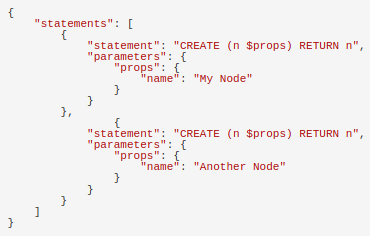 {
    "statements": [
        {
            "statement": "CREATE (n $props) RETURN n",
            "parameters": {
                "props": {
                    "name": "My Node"
                }
            }
        },
                {
            "statement": "CREATE (n $props) RETURN n",
            "parameters": {
                "props": {
                    "name": "Another Node"
                }
            }
        }
    ]
}